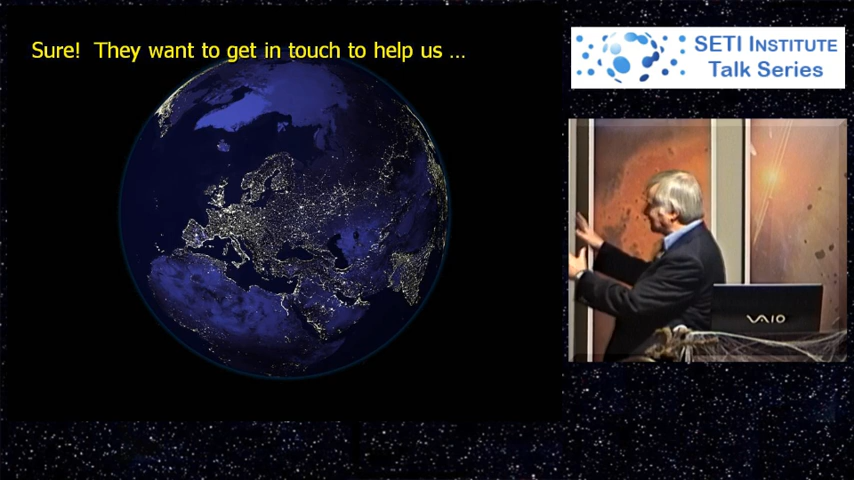 Sure!  They want to get in touch to help us ...
SETI INSTITUTE
Talk Series
VAIO